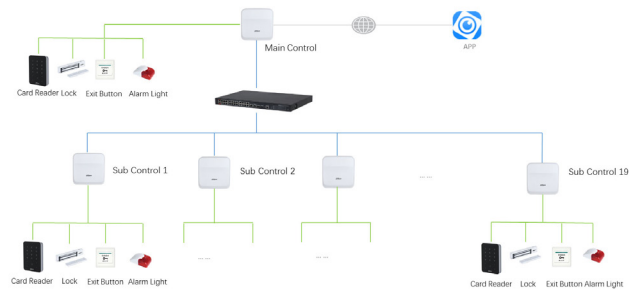 APP
Main Control
Card Reader Lock Exit Button Alarm Light
Sub Control 1
Sub Control 2
Sub Control 19
Card Reader Lock Exit Button Alarm Light
Card Reader Lock Exit Button Alarm Light